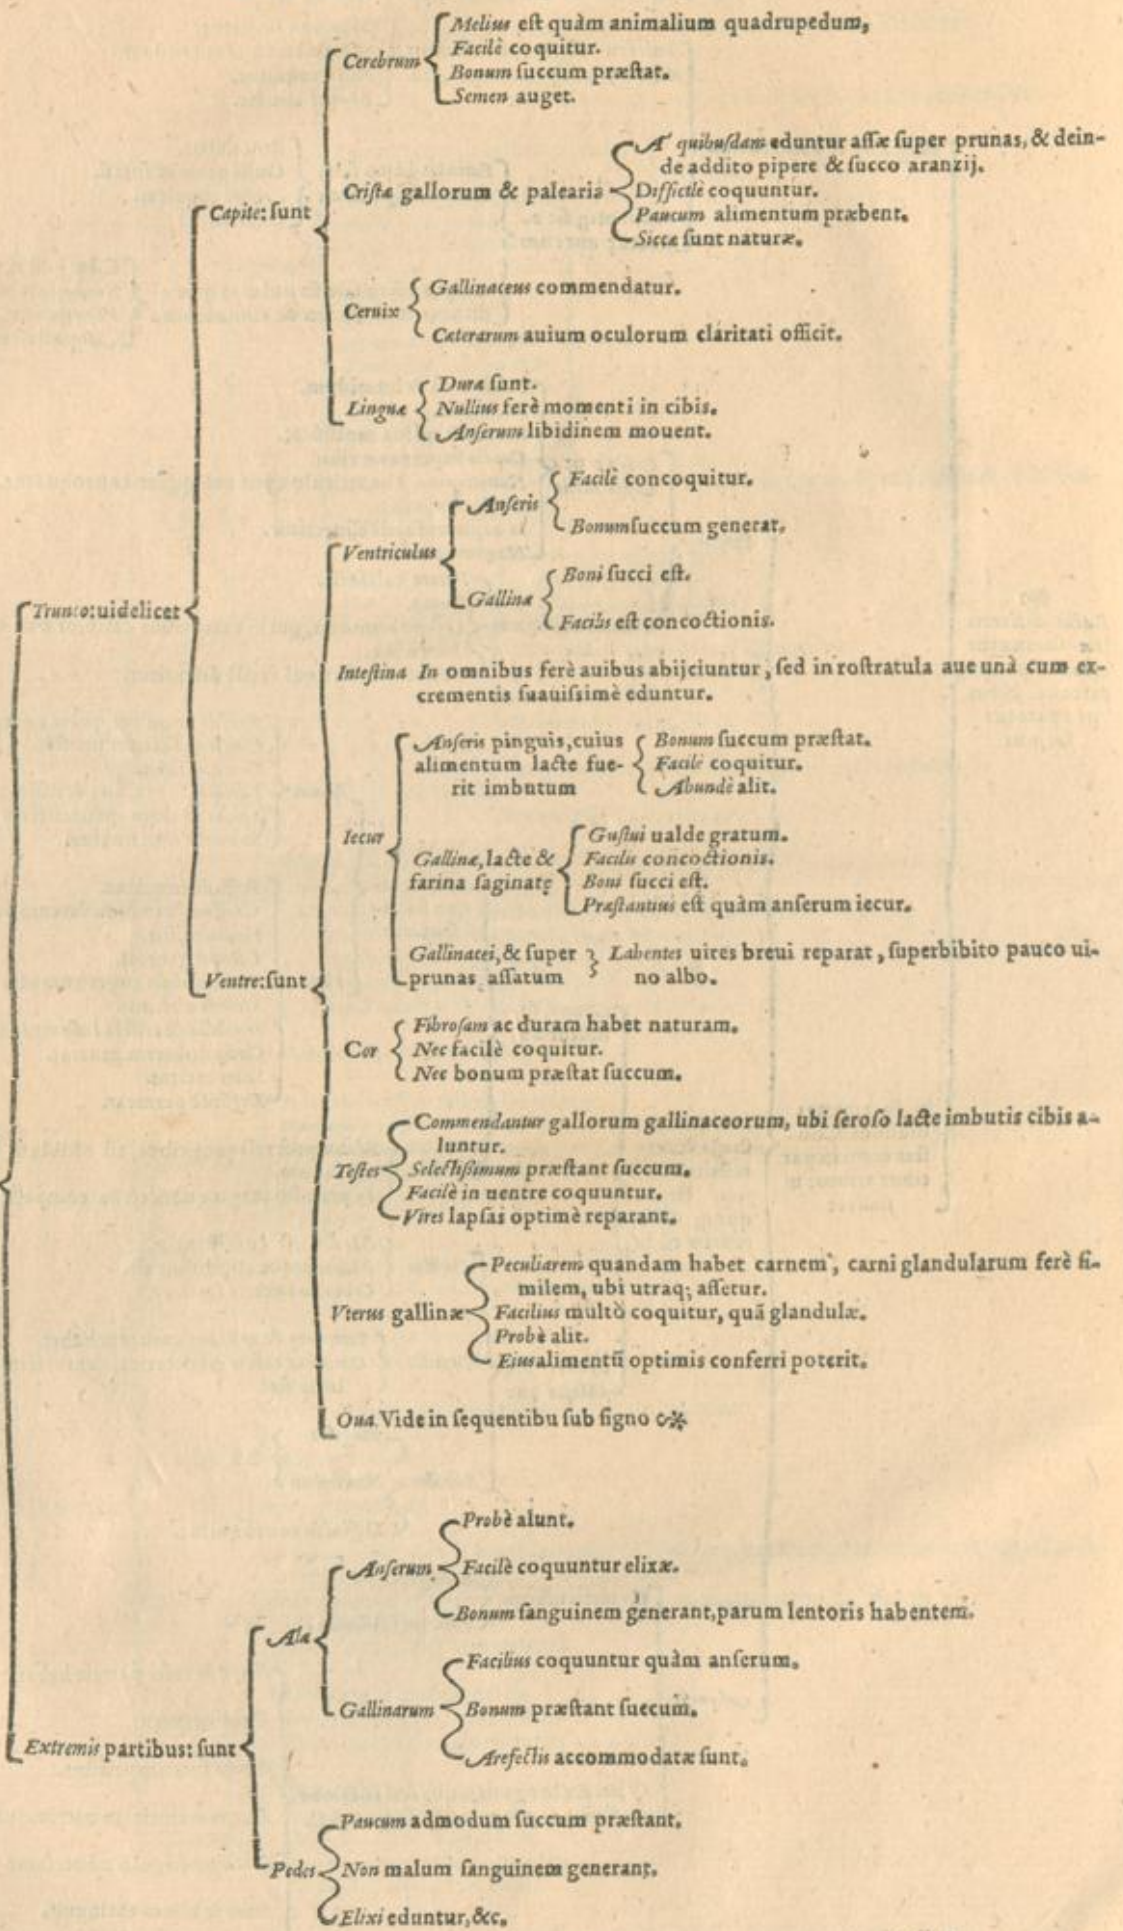 Melius est quàm animalium quadrupedum,
Facilè coquitur.
Cerebrum
Bonum succum præstat.
Semen auget.
A quibusdam eduntur assæ super prunas, & dein-
de addito pipere & succo aranzij.
Cristæ gallorum & palearia
Difficilè coquuntur.
Capite: sunt
Paucum alimentum præbent.
Siccæ sunt naturæ.
Gallinaceus commendatur.
Ceruix
Cæterarum auium oculorum claritati officit.
Duræ sunt.
Linguæ
Nullius ferè momenti in cibis.
Anserum libidinem mouent.
Facilè concoquitur.
Anseris
Bonum succum generat.
Ventriculus
Boni succi est.
Gallinæ
Trunco: uidelicet
Facilis est concoctionis.
Intestina In omnibus ferè auibus abijciuntur, sed in rostratula aue unà cum ex-
crementis suauissimè eduntur.
Anseris pinguis, cuius
alimentum lacte fue-
rit imbutum
Bonum succum præstat.
Facilè coquitur.
Abundè alit.
Iecur
Gustui ualde gratum.
Gallinæ, lacte &
farina saginatę
Facilis concoctionis.
Boni succi est.
Præstantius est quàm anserum iecur.
Gallinacei, & super
prunas assatum
Labentes uires breui reparat, superbibito pauco ui-
no albo.
Ventre: sunt
Fibrosam ac duram habet naturam.
Cor
Nec facilè coquitur.
Nec bonum præstat succum.
Commendantur gallorum gallinaceorum, ubi seroso lacte imbutis cibis a-
luntur.
Testes
Selectissimum præstant succum.
Facilè in uentre coquuntur.
Vires lapsas optimè reparant.
Peculiarem quandam habet carnem, carni glandularum ferè si-
milem, ubi utraq; assetur.
Vterus gallinæ
Facilius multò coquitur, quã glandulæ.
Probè alit.
Eius alimentũ optimis conferri poterit.
Oua. Vide in sequentibu sub signo
Probè alunt.
Anserum
Facilè coquuntur elixæ.
Bonum sanguinem generant, parum lentoris habentem.
Alæ
Facilius coquuntur quàm anserum.
Gallinarum
Bonum præstant succum.
Extremis partibus: sunt
Arefectis accommodatæ sunt.
Paucum admodum succum præstant.
Pedes
Non malum sanguinem generant.
Elixi eduntur, &c.